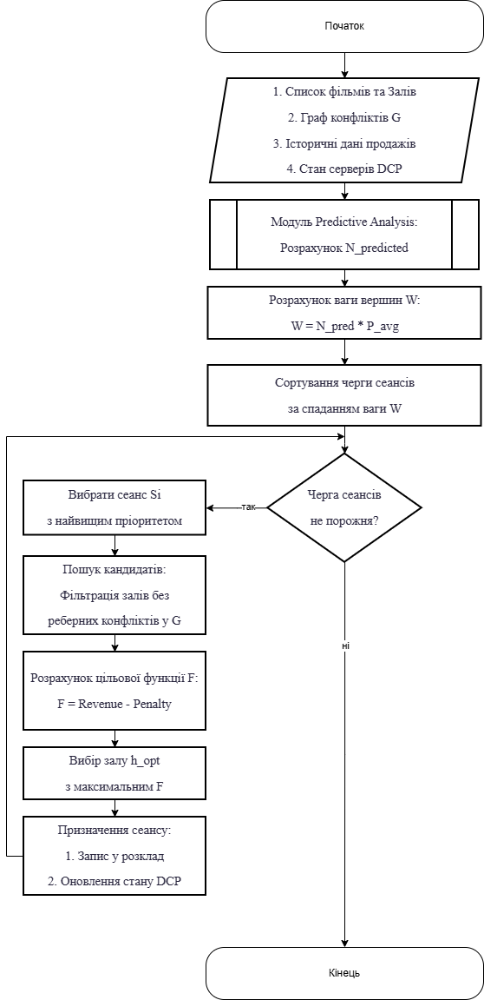 Початок
1. Список фільмів та Залів
2. Граф конфліктів G
3. Історичні дані продажів
4. Стан серверів DCP
Модуль Predictive Analysis:
Розрахунок N_predicted
Розрахунок ваги вершин W:
W = N_pred * P_avg
Сортування черги сеансів
за спаданням ваги W
Черга сеансів
не порожня?
так
Вибрати сеанс Si
з найвищим пріоритетом
Пошук кандидатів:
Фільтрація залів без
реберних конфліктів у G
Розрахунок цільової функції F:
F = Revenue - Penalty
Вибір залу h_opt
з максимальним F
Призначення сеансу:
1. Запис у розклад
2. Оновлення стану DCP
ні
Кінець